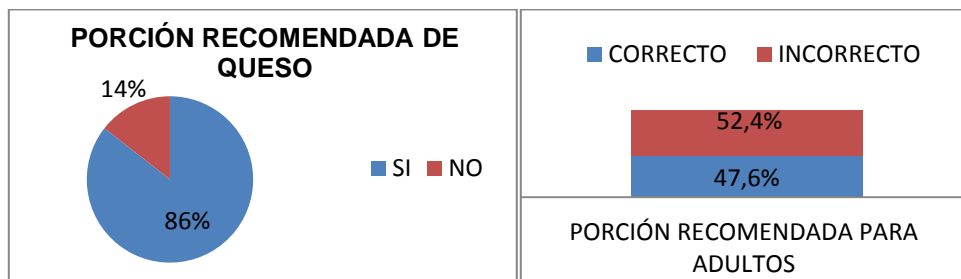 PORCIÓN RECOMENDADA DE
QUESO
14%
86%
SI NO
CORRECTO INCORRECTO
52,4%
47,6%
PORCIÓN RECOMENDADA PARA
ADULTOS